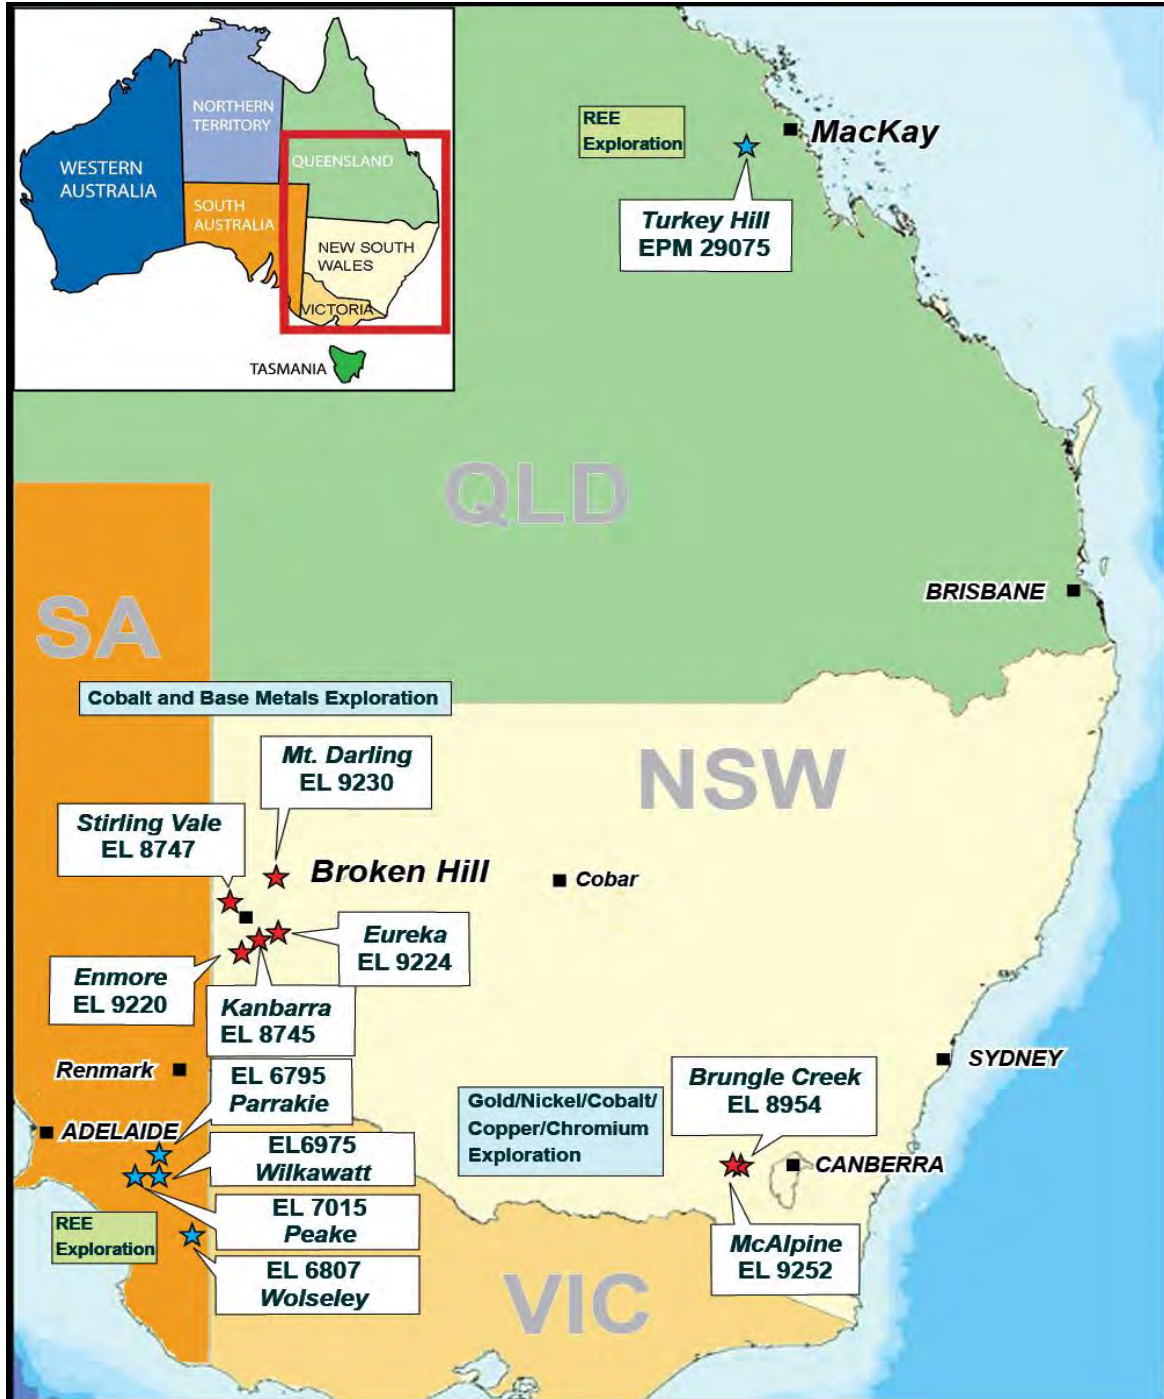 NORTHERN
TERRITORY
WESTERN
AUSTRALIA
QUEENSLAND
SOUTH
AUSTRALIA
NEW SOUTH
WALES
VICTORIA
TASMANIA
REE
Exploration
MacKay
Turkey Hill
EPM 29075
QLD
BRISBANE
SA
Cobalt and Base Metals Exploration
NSW
Mt. Darling
EL 9230
Stirling Vale
EL 8747
Broken Hill
Cobar
Eureka
EL 9224
Enmore
EL 9220
Kanbarra
EL 8745
Renmark
SYDNEY
EL 6795
Parrakie
Brungle Creek
EL 8954
Gold/Nickel/Cobalt/
Copper/Chromium
Exploration
ADELAIDE
EL6975
Wilkawatt
CANBERRA
EL 7015
Peake
REE
Exploration
McAlpine
EL 9252
EL 6807
Wolseley
VIC